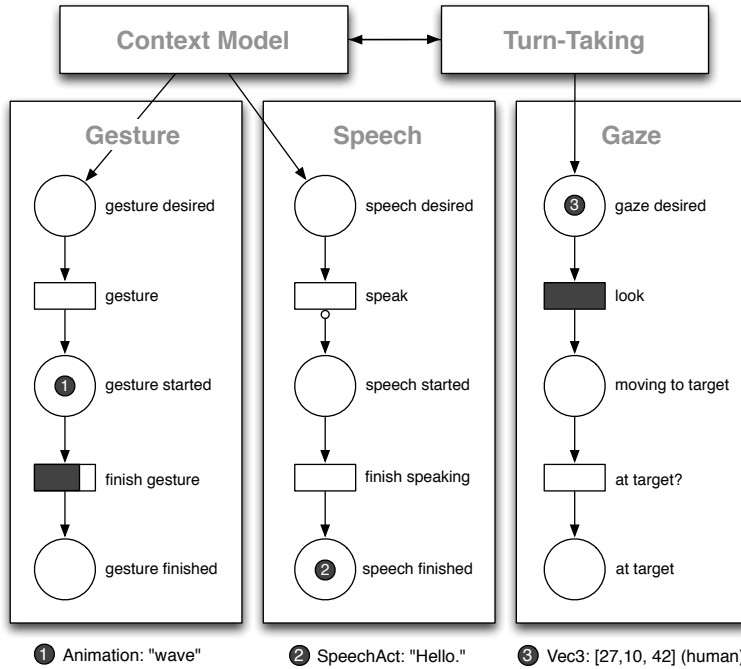 Context Model
Turn-Taking
Gesture
gesture desired
gesture
1
gesture started
finish gesture
gesture finished
Speech
speech desired
speak
speech started
finish speaking
2
speech finished
Gaze
3
gaze desired
look
moving to target
at target?
at target
1 Animation: "wave"
2 SpeechAct: "Hello."
3 Vec3: [27,10, 42] (human)